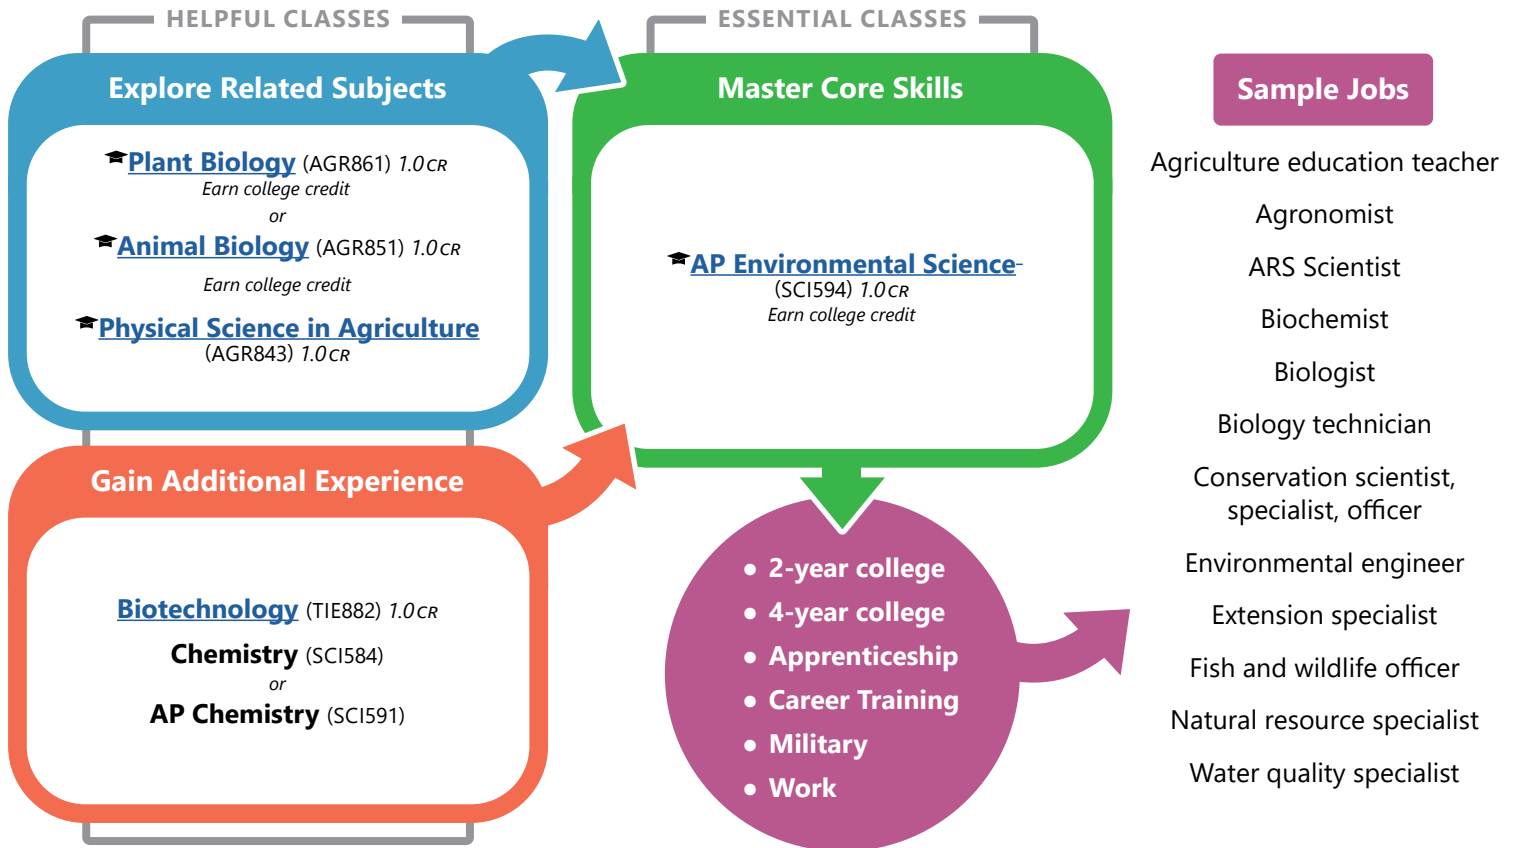 HELPFUL CLASSES
Explore Related Subjects
Plant Biology (AGR861) 1.0 CR
Earn college credit
or
Animal Biology (AGR851) 1.0 CR
Earn college credit
Physical Science in Agriculture
(AGR843) 1.0 CR
Gain Additional Experience
Biotechnology (TIE882) 1.0 CR
Chemistry (SCI584)
or
AP Chemistry (SCI591)
ESSENTIAL CLASSES
Master Core Skills
AP Environmental Science
(SCI594) 1.0 CR
Earn college credit
● 2-year college
● 4-year college
● Apprenticeship
● Career Training
● Military
● Work
Sample Jobs
Agriculture education teacher
Agronomist
ARS Scientist
Biochemist
Biologist
Biology technician
Conservation scientist,
specialist, officer
Environmental engineer
Extension specialist
Fish and wildlife officer
Natural resource specialist
Water quality specialist